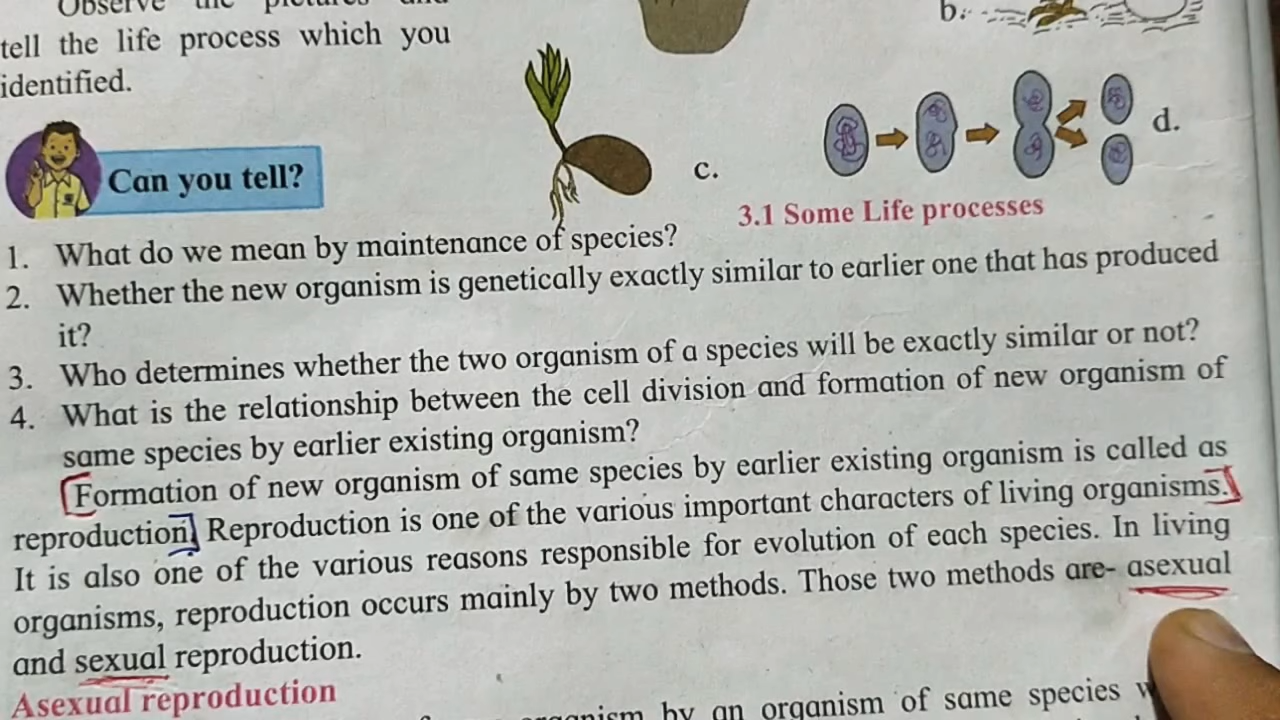 Observe the pictures and
tell the life process which you
identified.
b.
c.
d.
Can you tell?
3.1 Some Life processes
1. What do we mean by maintenance of species?
2. Whether the new organism is genetically exactly similar to earlier one that has produced
it?
3. Who determines whether the two organism of a species will be exactly similar or not?
4. What is the relationship between the cell division and formation of new organism of
same species by earlier existing organism?
Formation of new organism of same species by earlier existing organism is called as
reproduction. Reproduction is one of the various important characters of living organisms.
It is also one of the various reasons responsible for evolution of each species. In living
organisms, reproduction occurs mainly by two methods. Those two methods are- asexual
and sexual reproduction.
Asexual reproduction
organism by an organism of same species